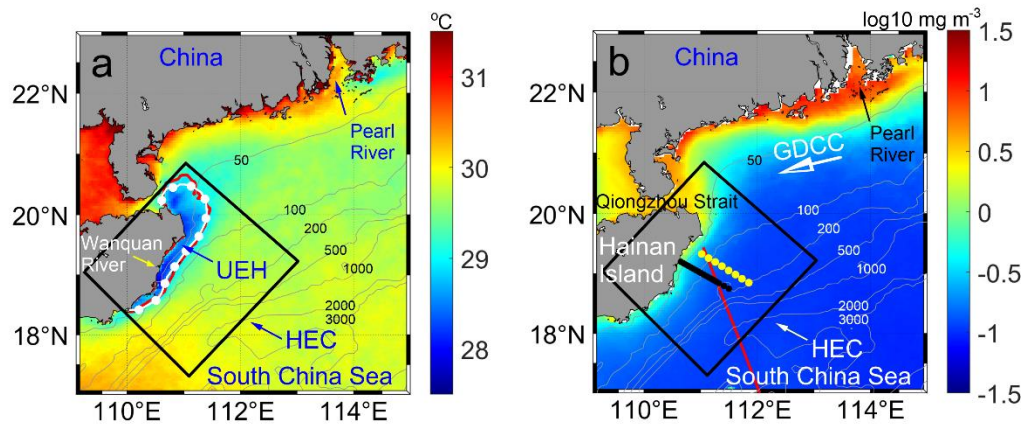 °C
a
China
22°N
20°N
18°N
110°E
112°E
114°E
Pearl
River
50
100
200
500
1000
2000
3000
Wanquan
River
UEH
HEC
South China Sea
31
30
29
28
log10 mg m⁻³
b
China
22°N
20°N
18°N
110°E
112°E
114°E
Pearl
River
GDCC
50
Qiongzhou Strait
100
200
500
1000
2000
3000
Hainan
Island
HEC
South China Sea
1.5
1
0.5
0
-0.5
-1
-1.5